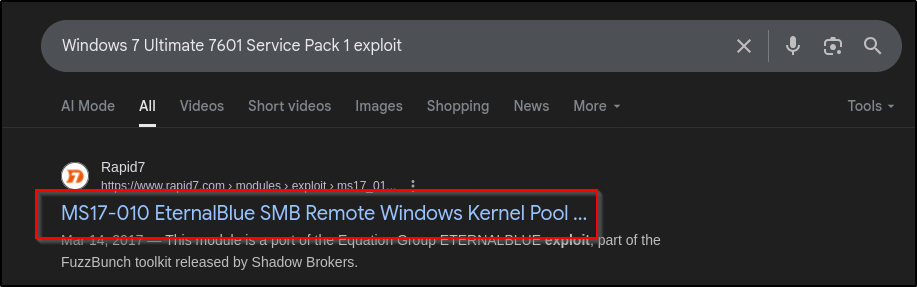 Windows 7 Ultimate 7601 Service Pack 1 exploit
AI Mode All Videos Short videos Images Shopping News More Tools
Rapid7
https://www.rapid7.com › modules › exploit › ms17_01...
MS17-010 EternalBlue SMB Remote Windows Kernel Pool ...
Mar 14, 2017 — This module is a part of the Equation Group ETERNALBLUE exploit, part of the
FuzzBunch toolkit released by Shadow Brokers.